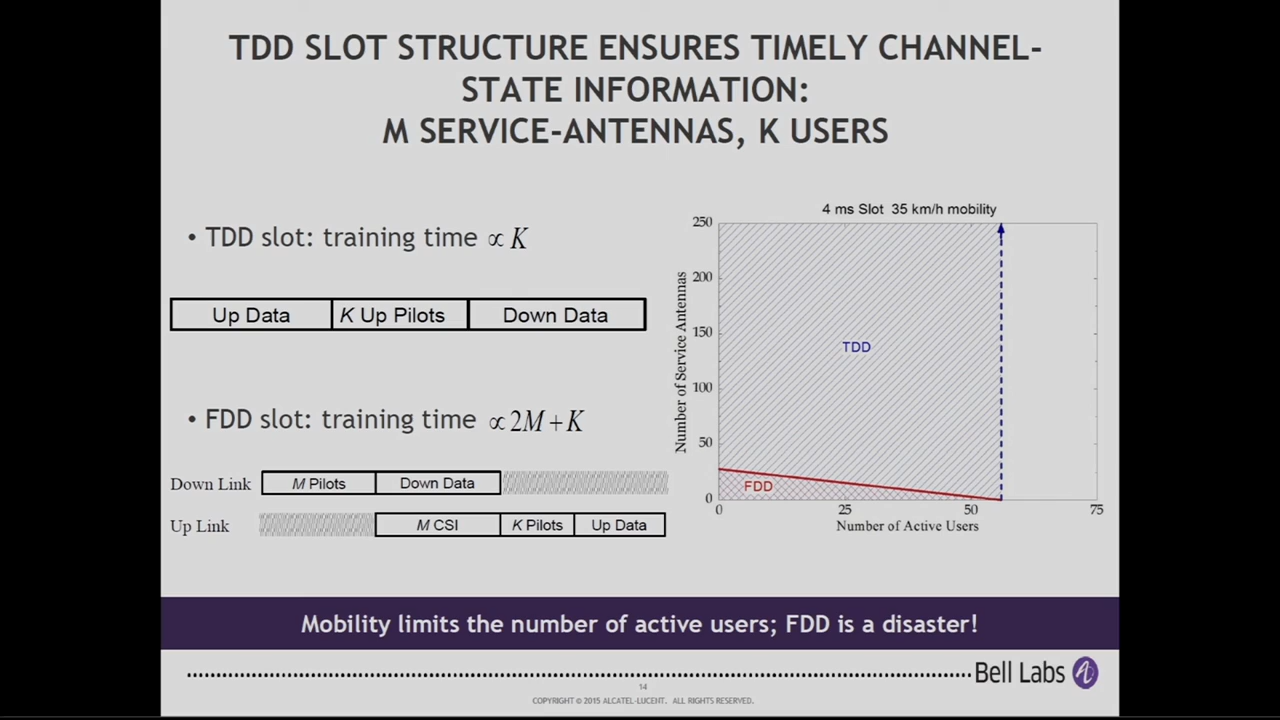 TDD SLOT STRUCTURE ENSURES TIMELY CHANNEL-
STATE INFORMATION:
M SERVICE-ANTENNAS, K USERS
• TDD slot: training time ∝ K
Up Data
K Up Pilots
Down Data
• FDD slot: training time ∝ 2M + K
Down Link
M Pilots
Down Data
Up Link
M CSI
K Pilots
Up Data
4 ms Slot 35 km/h mobility
Number of Service Antennas
250
200
150
100
50
0
TDD
FDD
0
25
50
75
Number of Active Users
Mobility limits the number of active users; FDD is a disaster!
Bell Labs
14
COPYRIGHT © 2015 ALCATEL-LUCENT. ALL RIGHTS RESERVED.